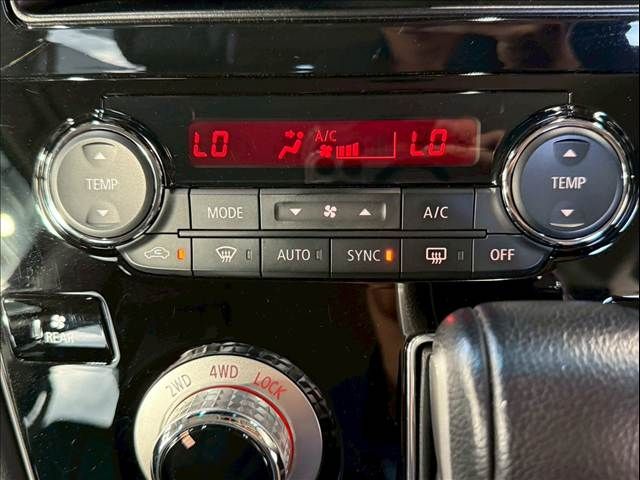 LO A/C LO
TEMP MODE A/C TEMP
AUTO SYNC OFF
REAR
2WD 4WD LOCK